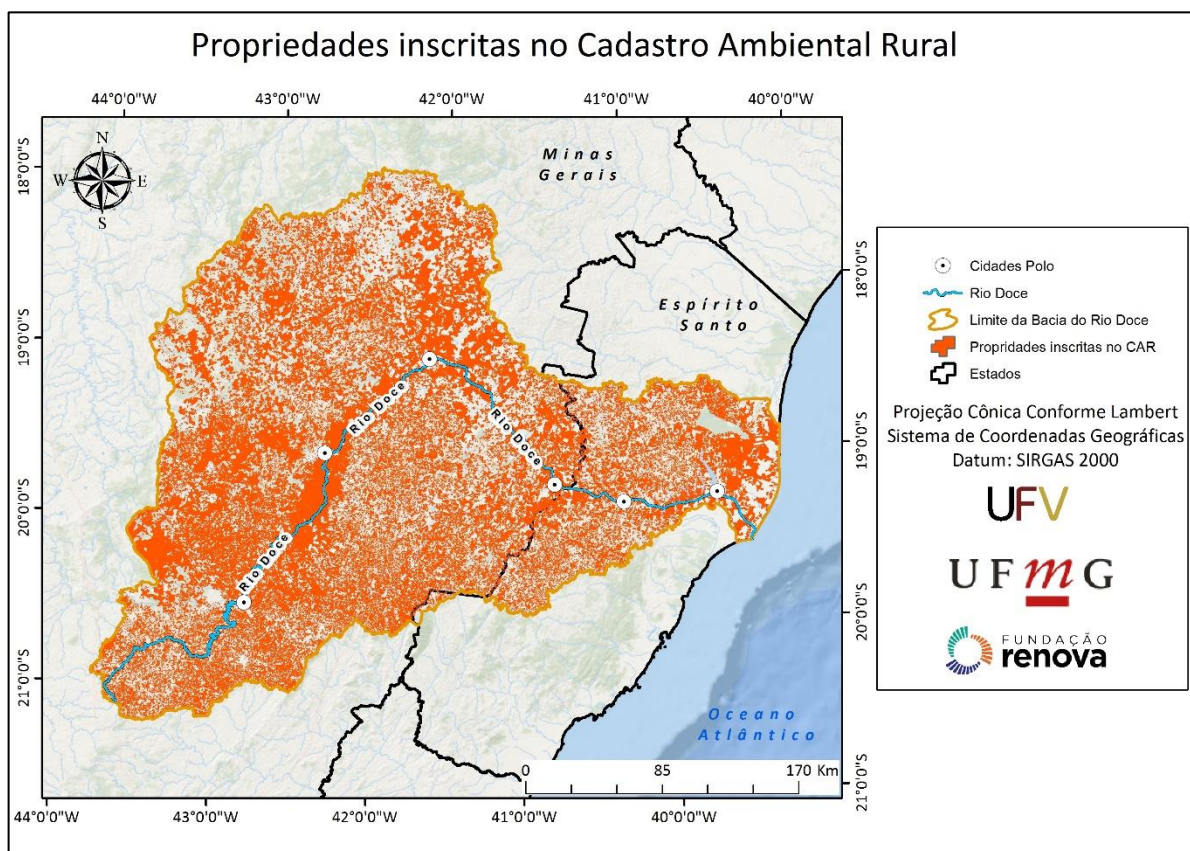 Propriedades inscritas no Cadastro Ambiental Rural
44°0'0"W
43°0'0"W
42°0'0"W
41°0'0"W
40°0'0"W
N
W
E
S
18°0'0"S
19°0'0"S
20°0'0"S
21°0'0"S
Minas
Gerais
Espírito
Santo
Rio Doce
Rio Doce
Rio Doce
Oceano
Atlântico
18°0'0"S
19°0'0"S
20°0'0"S
21°0'0"S
0
85
170 Km
44°0'0"W
43°0'0"W
42°0'0"W
41°0'0"W
40°0'0"W
Cidades Polo
Rio Doce
Limite da Bacia do Rio Doce
Propridades inscritas no CAR
Estados
Projeção Cônica Conforme Lambert
Sistema de Coordenadas Geográficas
Datum: SIRGAS 2000
UFV
UFmG
FUNDAÇÃO
renova